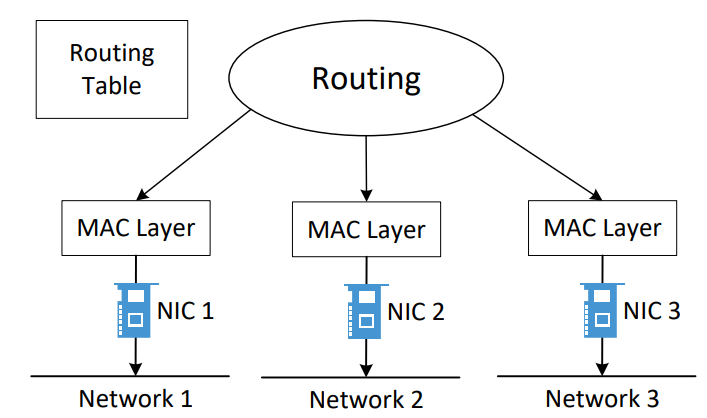 Routing
Table
Routing
MAC Layer
MAC Layer
MAC Layer
NIC 1
NIC 2
NIC 3
Network 1
Network 2
Network 3